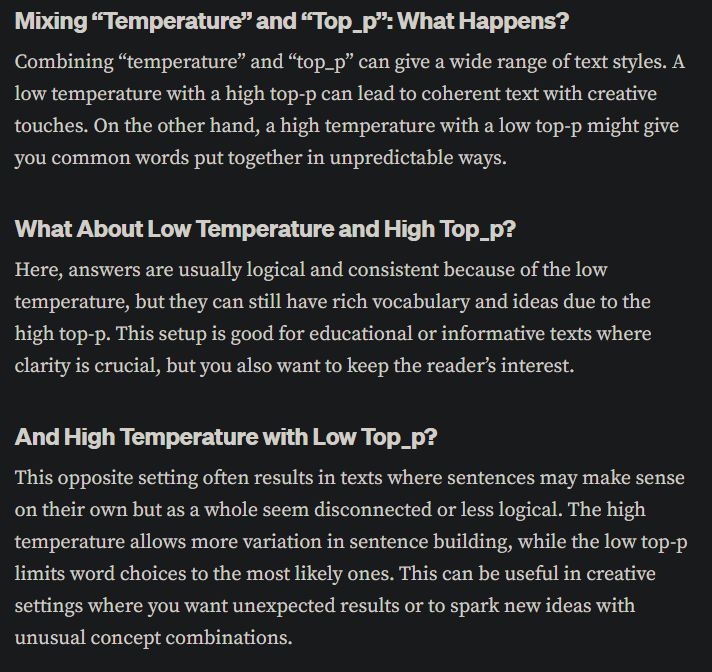 Mixing “Temperature” and “Top_p”: What Happens?
Combining “temperature” and “top_p” can give a wide range of text styles. A
low temperature with a high top-p can lead to coherent text with creative
touches. On the other hand, a high temperature with a low top-p might give
you common words put together in unpredictable ways.
What About Low Temperature and High Top_p?
Here, answers are usually logical and consistent because of the low
temperature, but they can still have rich vocabulary and ideas due to the
high top-p. This setup is good for educational or informative texts where
clarity is crucial, but you also want to keep the reader’s interest.
And High Temperature with Low Top_p?
This opposite setting often results in texts where sentences may make sense
on their own but as a whole seem disconnected or less logical. The high
temperature allows more variation in sentence building, while the low top-p
limits word choices to the most likely ones. This can be useful in creative
settings where you want unexpected results or to spark new ideas with
unusual concept combinations.